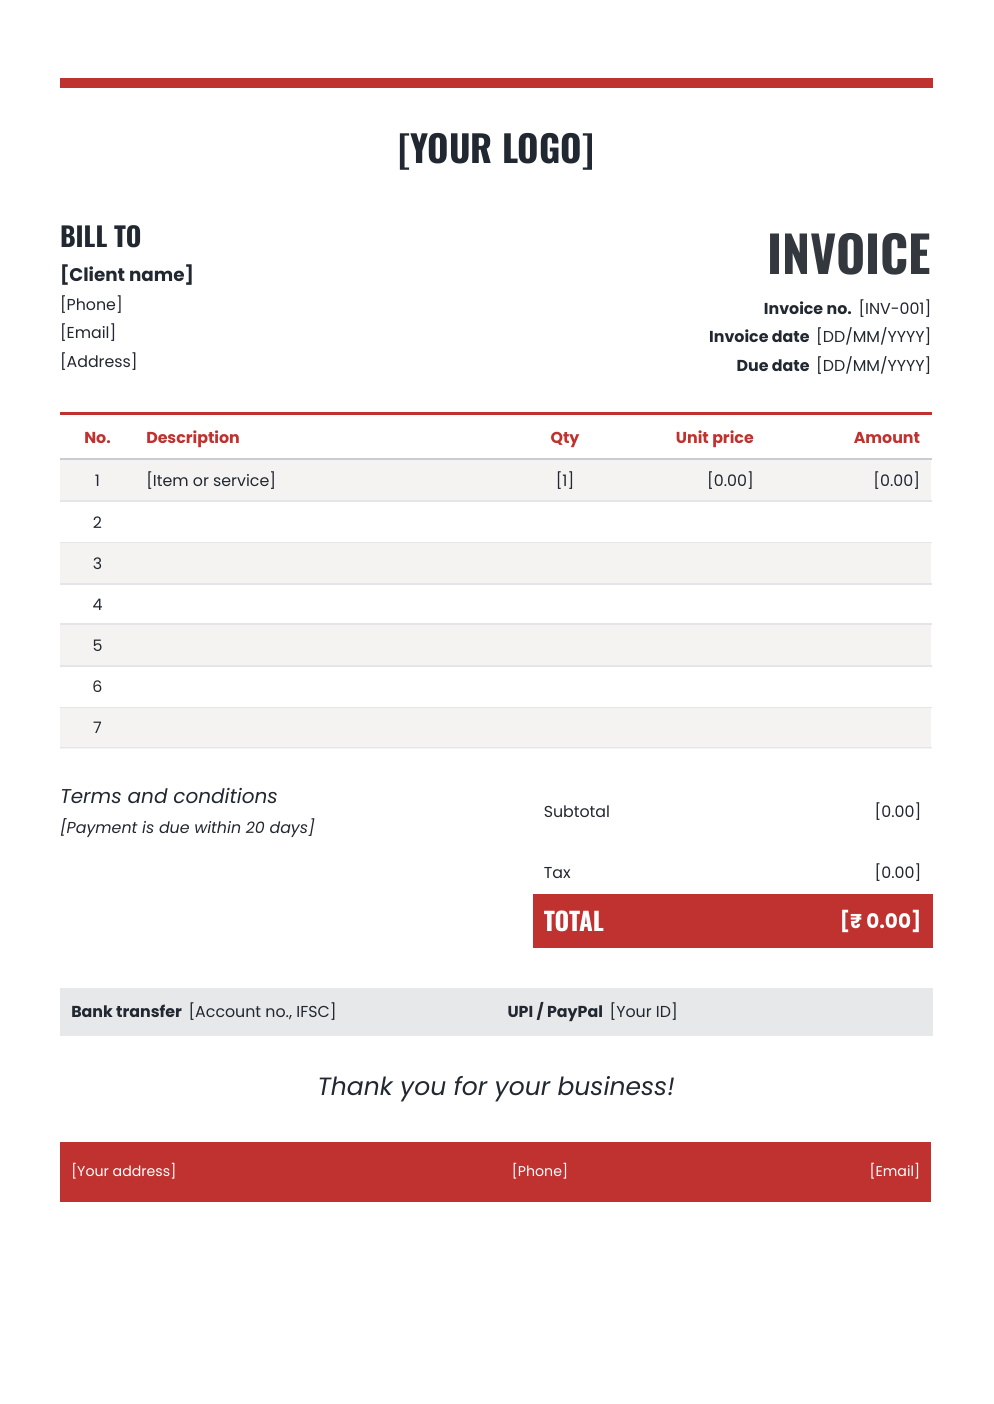 [YOUR LOGO]
BILL TO
[Client name]
[Phone]
[Email]
[Address]
INVOICE
Invoice no. [INV-001]
Invoice date [DD/MM/YYYY]
Due date [DD/MM/YYYY]
No. Description Qty Unit price Amount
1 [Item or service] [1] [0.00] [0.00]
2
3
4
5
6
7
Terms and conditions
[Payment is due within 20 days]
Subtotal [0.00]
Tax [0.00]
TOTAL [₹ 0.00]
Bank transfer [Account no., IFSC] UPI / PayPal [Your ID]
Thank you for your business!
[Your address] [Phone] [Email]